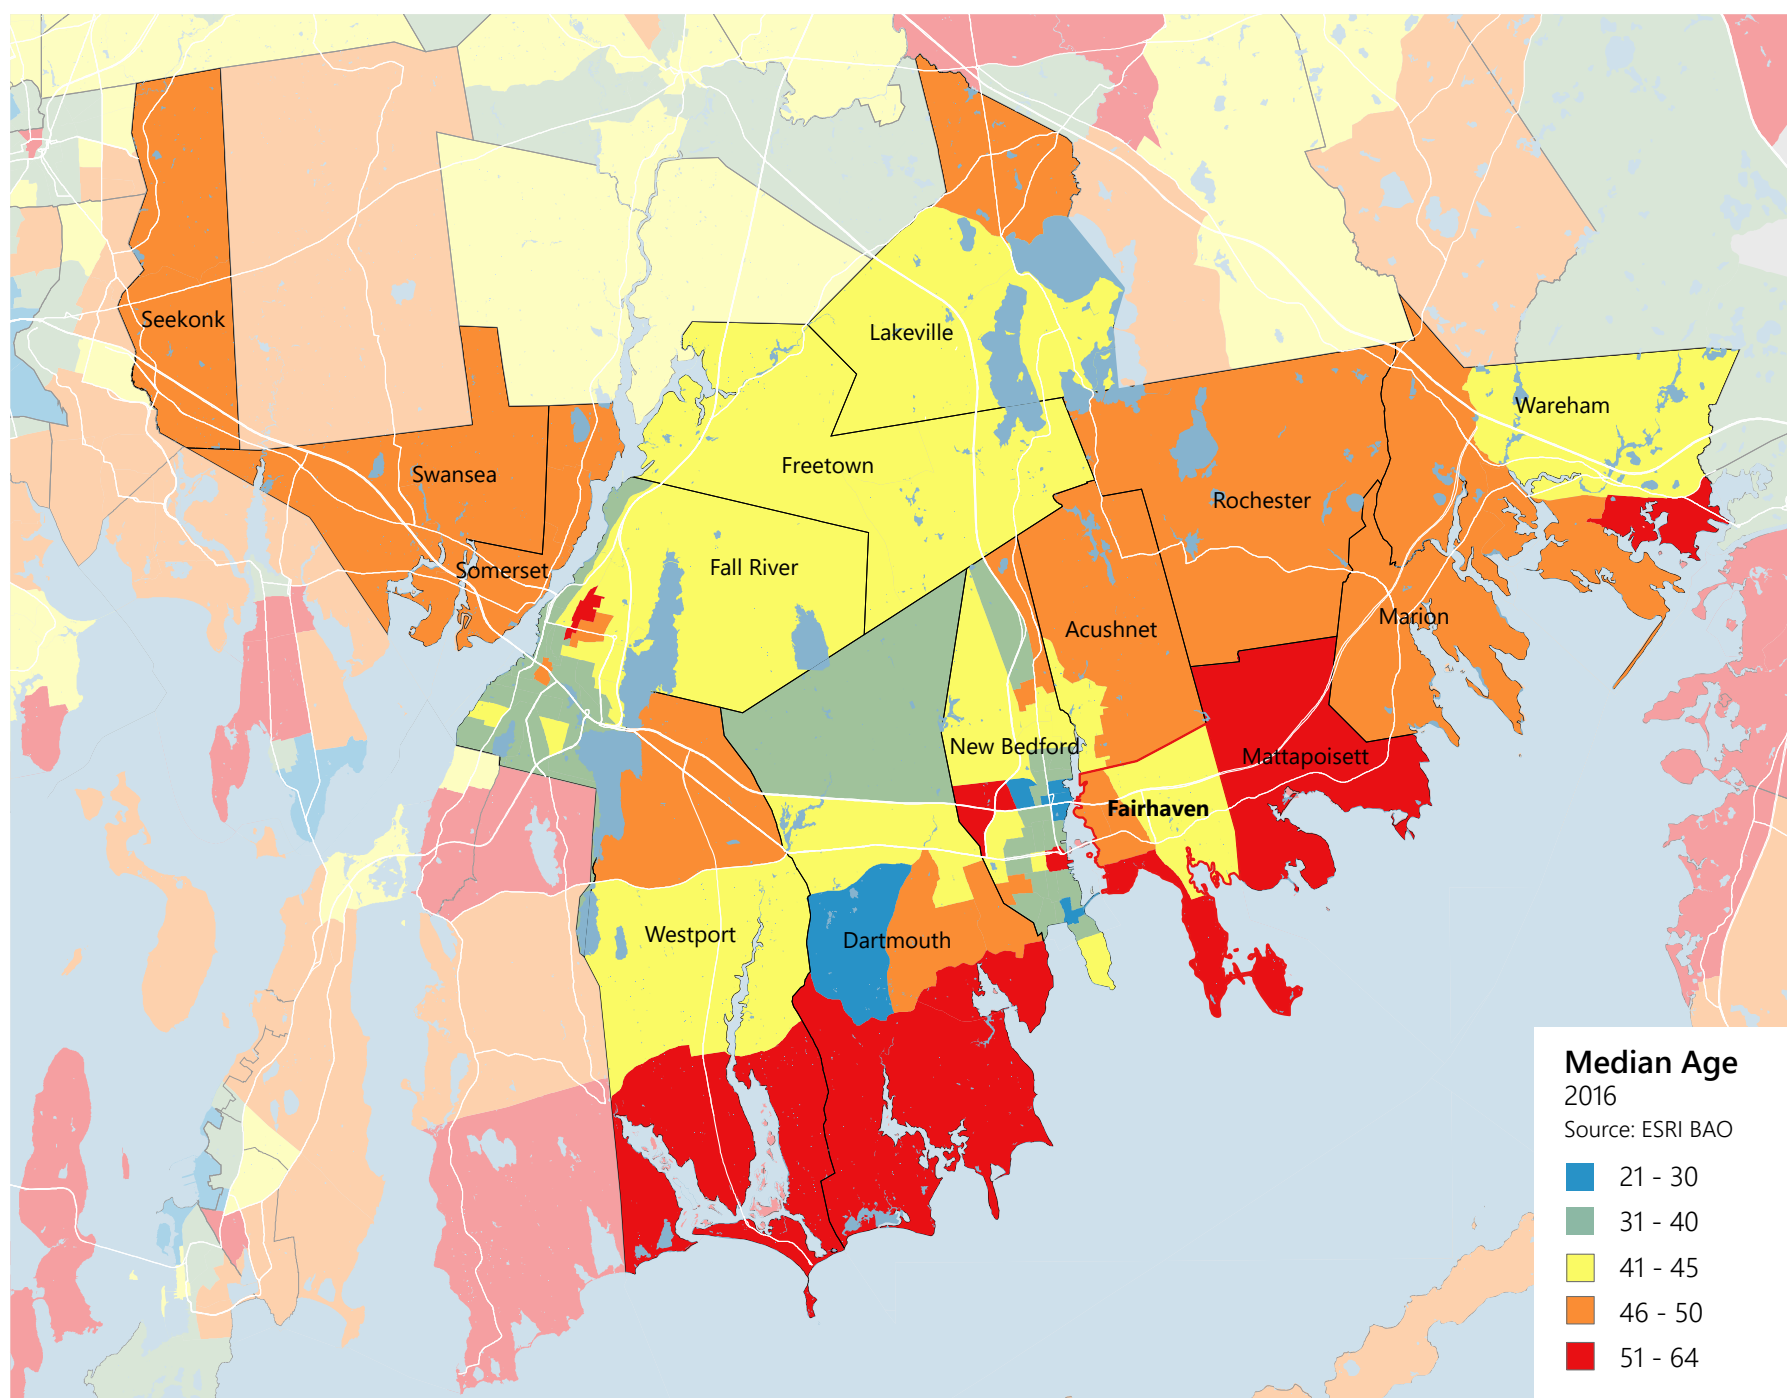 Seekonk
Lakeville
Wareham
Freetown
Swansea
Rochester
Fall River
Somerset
Marion
Acushnet
New Bedford
Mattapoisett
Fairhaven
Westport
Dartmouth
Median Age
2016
Source: ESRI BAO
21 - 30
31 - 40
41 - 45
46 - 50
51 - 64